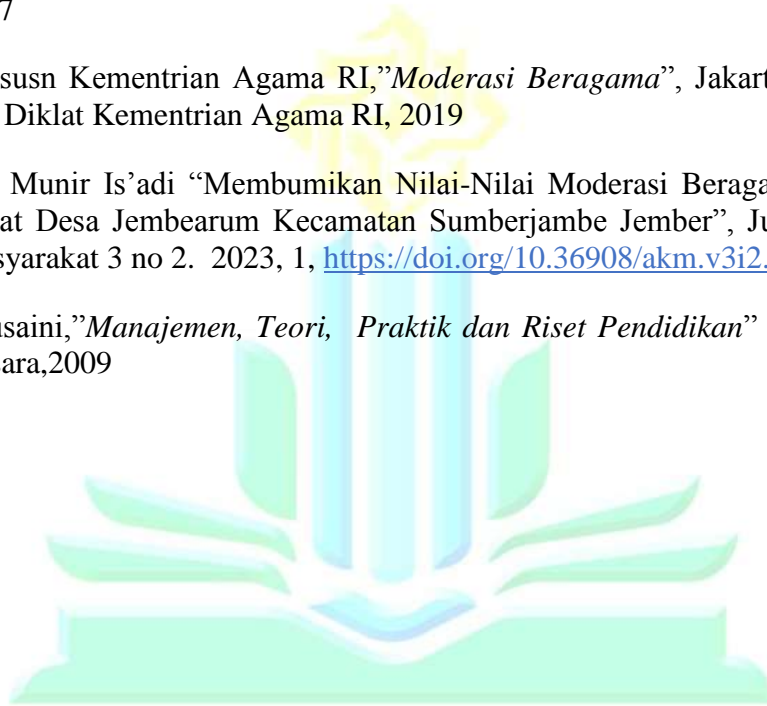 7
susn Kementrian Agama RI,”Moderasi Beragama”, Jakart
Diklat Kementrian Agama RI, 2019
Munir Is’adi “Membumikan Nilai-Nilai Moderasi Beraga
at Desa Jembearum Kecamatan Sumberjambe Jember”, Ju
syarakat 3 no 2. 2023, 1, https://doi.org/10.36908/akm.v3i2.
usaini,”Manajemen, Teori, Praktik dan Riset Pendidikan”
ara,2009